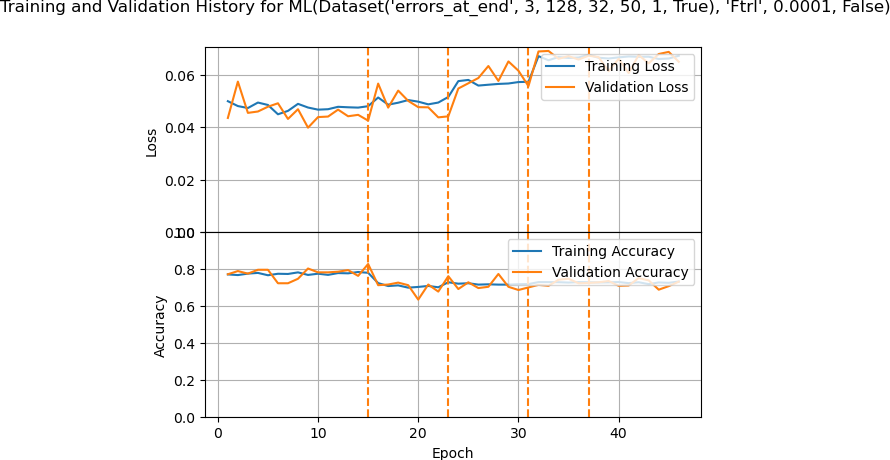 Training and Validation History for ML(Dataset('errors_at_end', 3, 128, 32, 50, 1, True), 'Ftrl', 0.0001, False)
0.06
0.04
0.02
0.00
Loss
Training Loss
Validation Loss
1.0
0.8
0.6
0.4
0.2
0.0
Accuracy
Training Accuracy
Validation Accuracy
0
10
20
30
40
Epoch